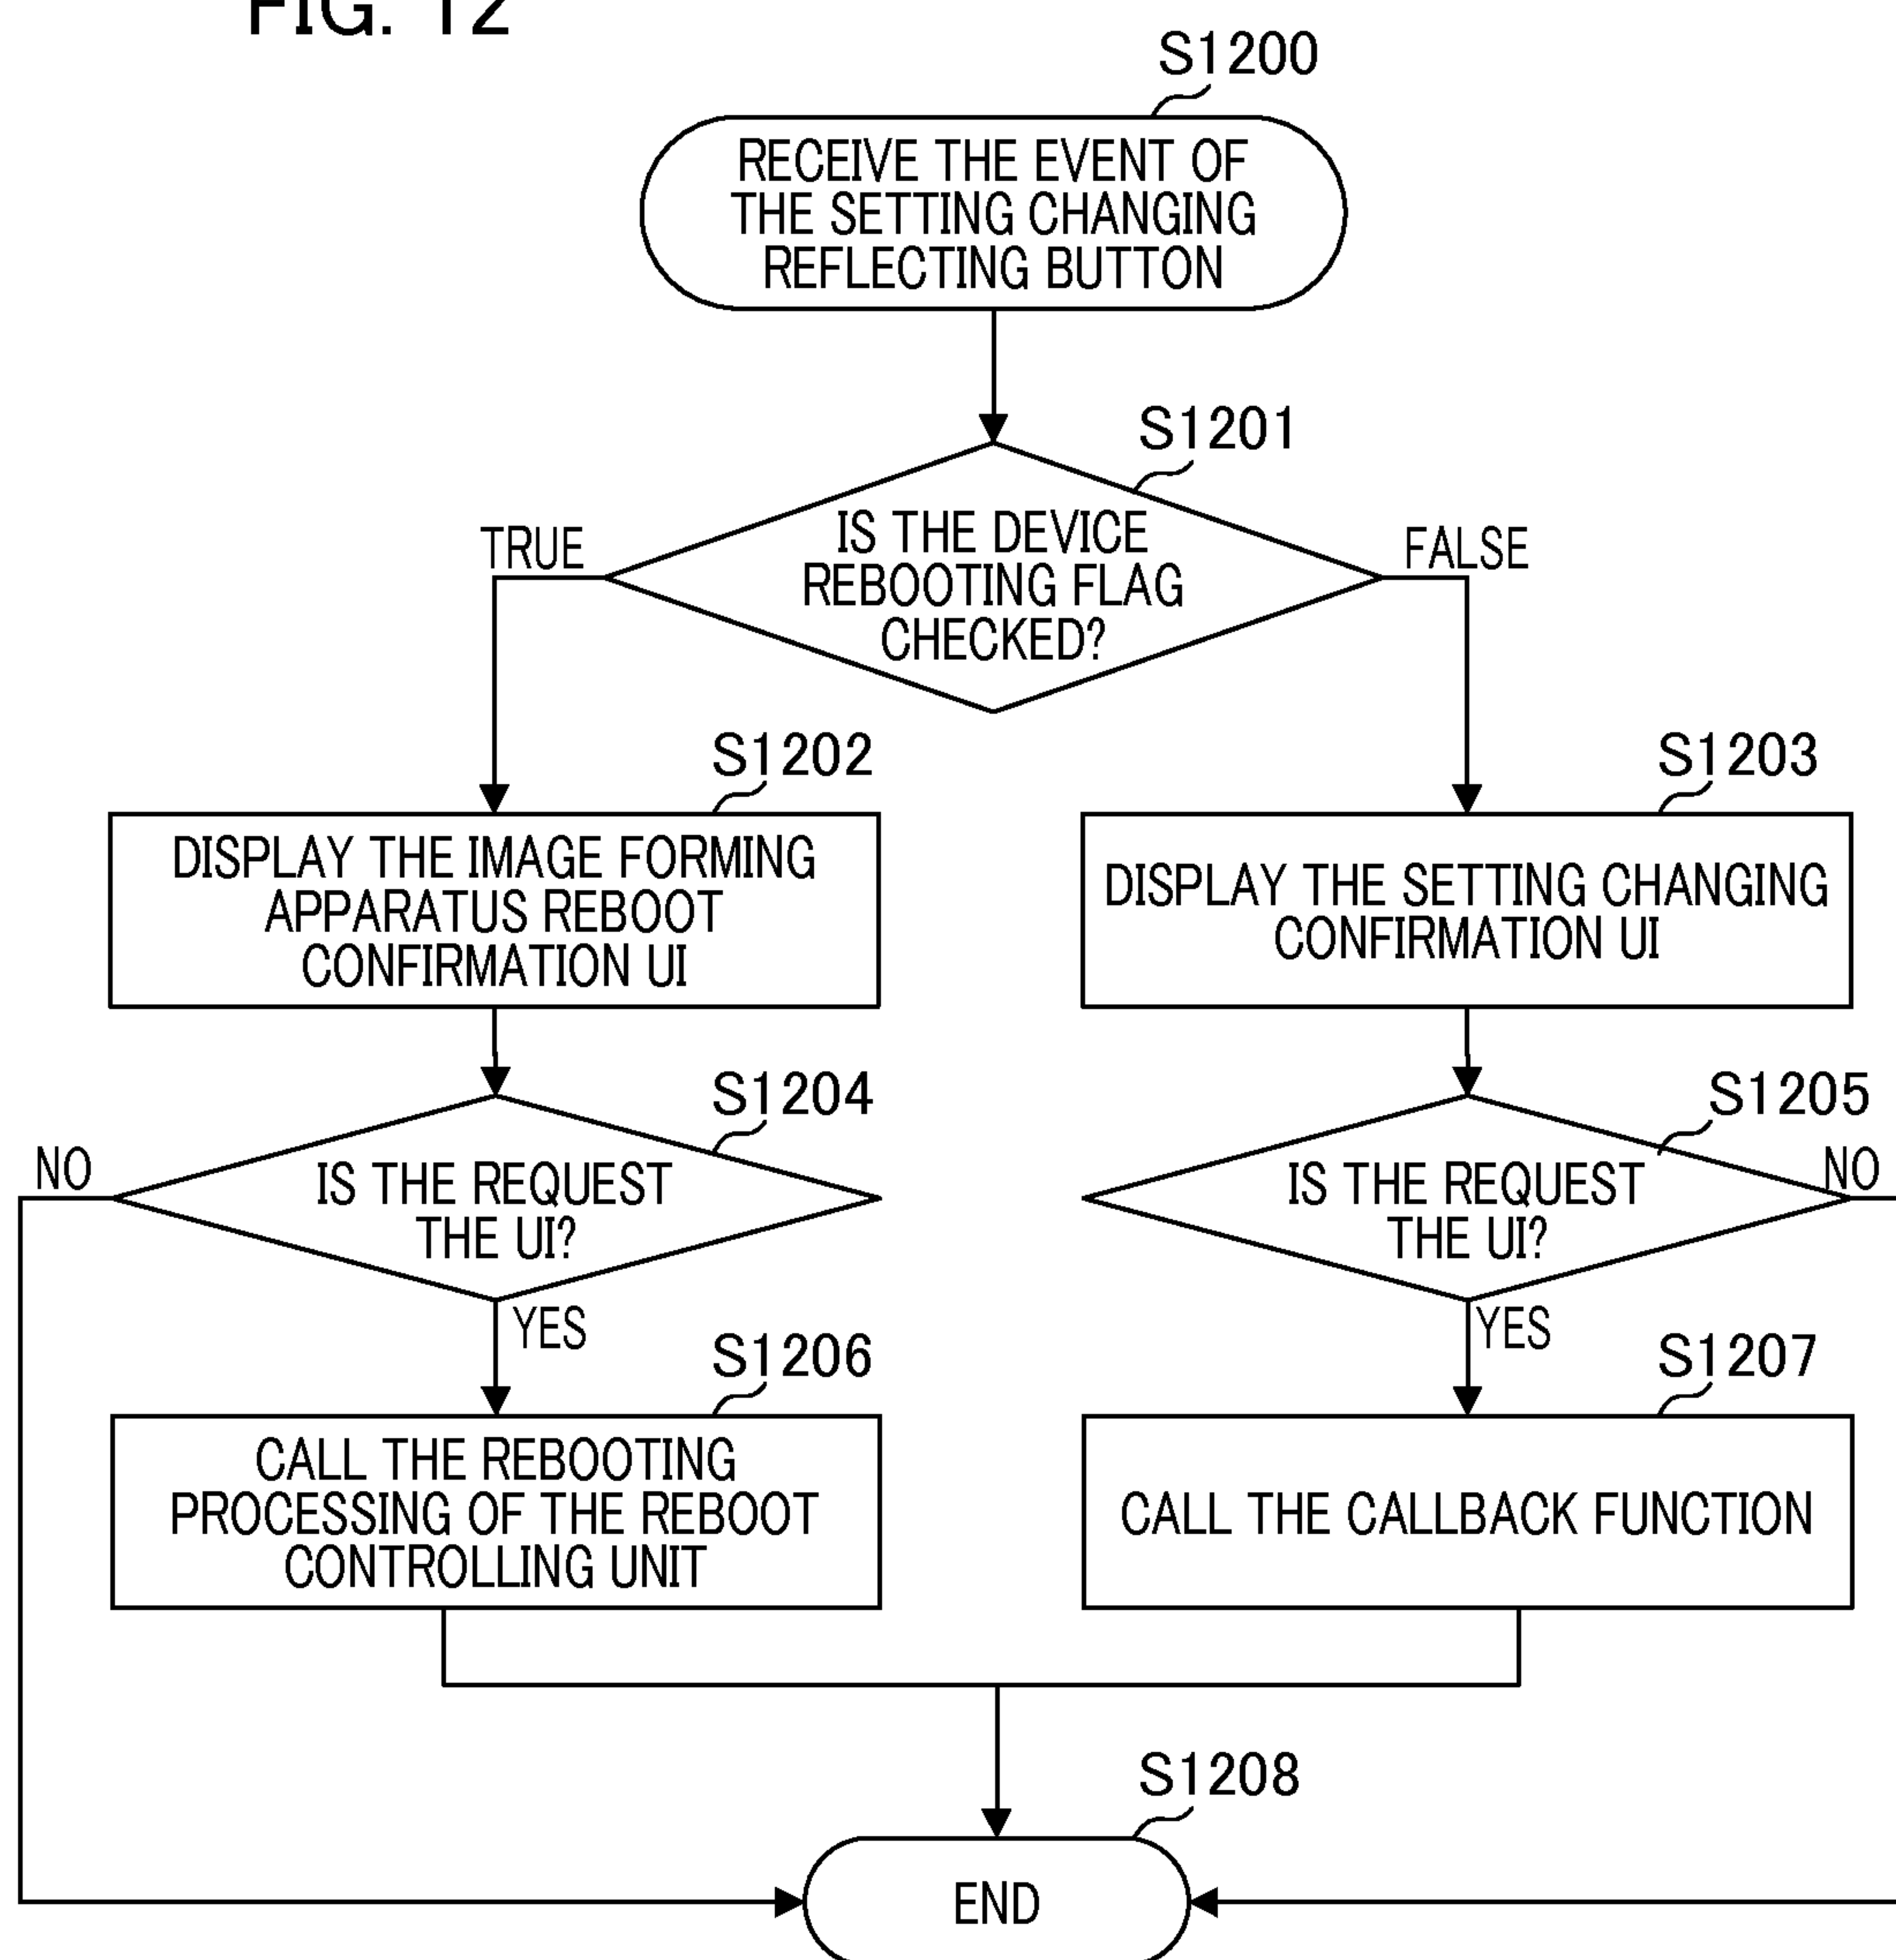 FIG. 12
S1200
RECEIVE THE EVENT OF
THE SETTING CHANGING
REFLECTING BUTTON
S1201
IS THE DEVICE
REBOOTING FLAG
CHECKED?
TRUE
FALSE
S1202
DISPLAY THE IMAGE FORMING
APPARATUS REBOOT
CONFIRMATION UI
S1203
DISPLAY THE SETTING CHANGING
CONFIRMATION UI
S1204
IS THE REQUEST
THE UI?
NO
YES
S1205
IS THE REQUEST
THE UI?
NO
YES
S1206
CALL THE REBOOTING
PROCESSING OF THE REBOOT
CONTROLLING UNIT
S1207
CALL THE CALLBACK FUNCTION
S1208
END